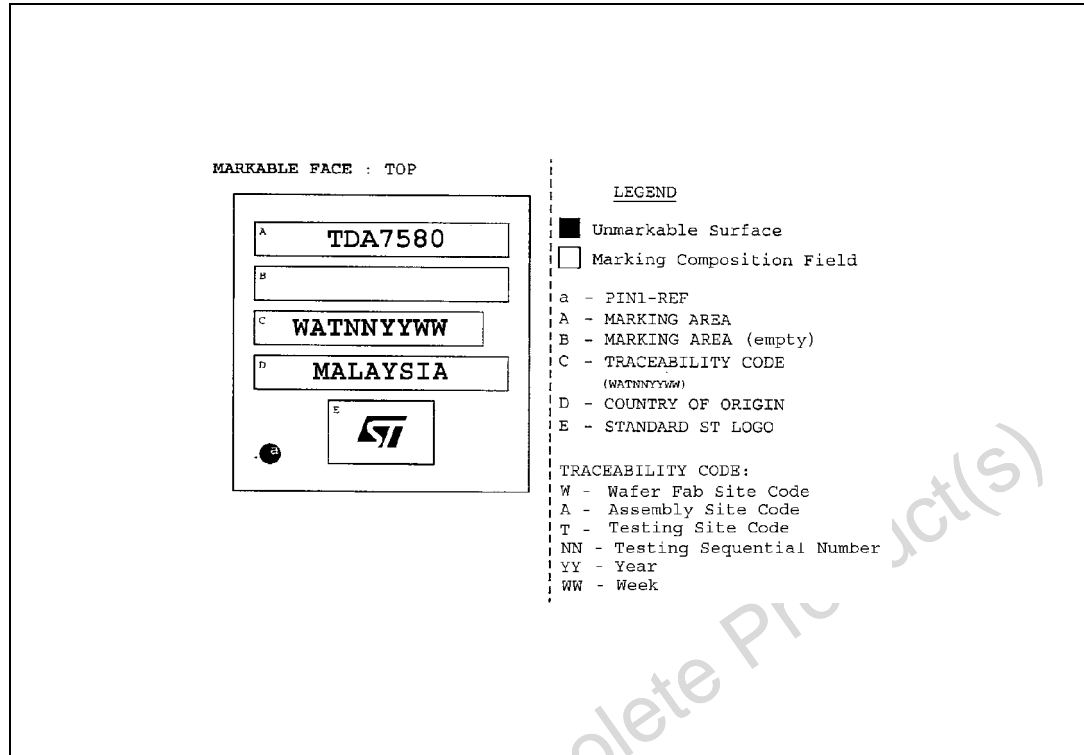 MARKABLE FACE : TOP
A TDA7580
B
C WATNNYYWW
D MALAYSIA
E
ST
a
LEGEND
Unmarkable Surface
Marking Composition Field
a - PIN1-REF
A - MARKING AREA
B - MARKING AREA (empty)
C - TRACEABILITY CODE
(WATNNYYWW)
D - COUNTRY OF ORIGIN
E - STANDARD ST LOGO
TRACEABILITY CODE:
W - Wafer Fab Site Code
A - Assembly Site Code
T - Testing Site Code
NN - Testing Sequential Number
YY - Year
WW - Week